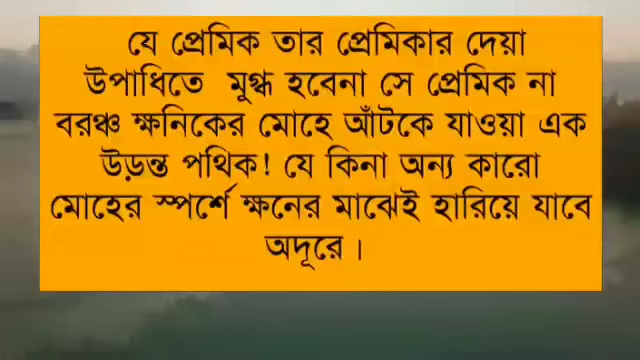 যে প্রেমিক তার প্রেমিকার দেয়া
উপাধিতে মুগ্ধ হবেনা সে প্রেমিক না
বরঞ্চ ক্ষনিকের মোহে আঁটকে যাওয়া এক
উড়ন্ত পথিক! যে কিনা অন্য কারো
মোহের স্পর্শে ক্ষনের মাঝেই হারিয়ে যাবে
অদূরে।